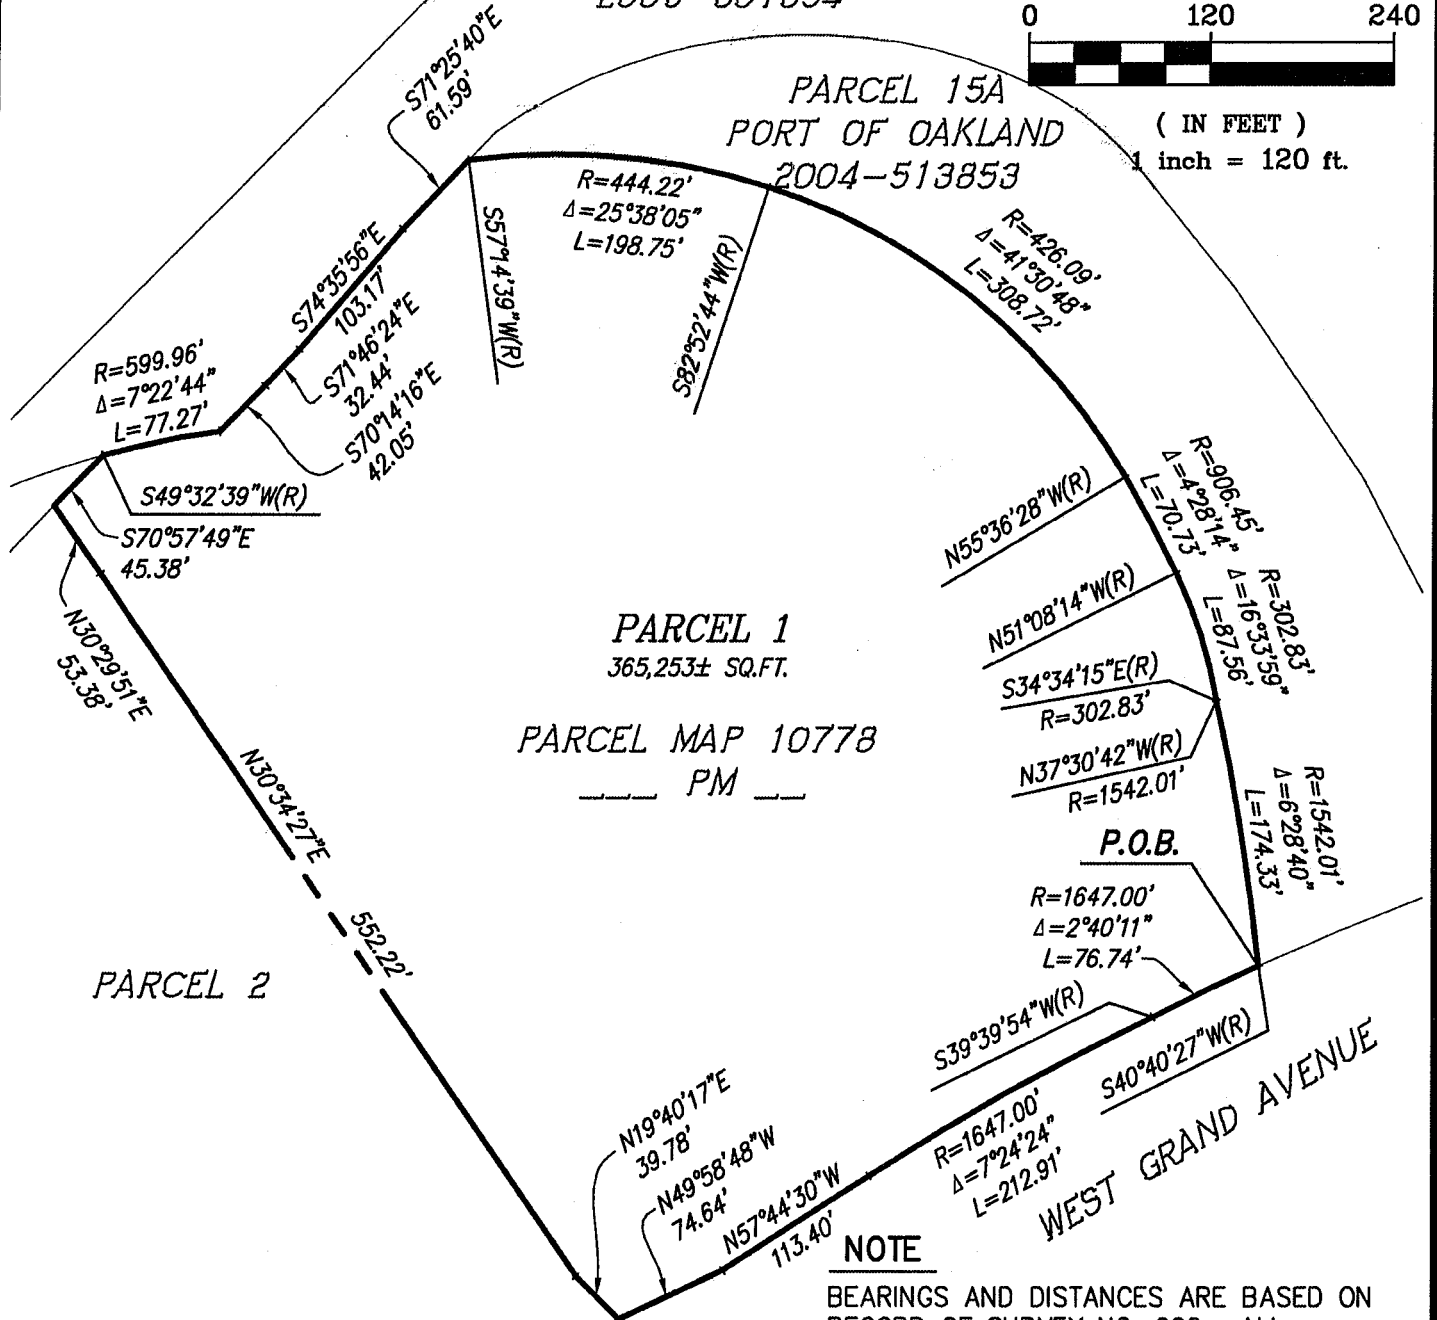 0 120 240
( IN FEET )
1 inch = 120 ft.
PARCEL 15A
PORT OF OAKLAND
2004-513853
S71°25'40"E
61.59'
R=444.22'
Δ=25°38'05"
L=198.75'
S57°14'39"W(R)
S82°52'44"W(R)
R=426.09'
Δ=41°30'48"
L=308.72'
S74°35'56"E
103.17'
S71°46'24"E
32.44'
S70°14'16"E
42.05'
R=599.96'
Δ=7°22'44"
L=77.27'
S49°32'39"W(R)
S70°57'49"E
45.38'
N30°29'51"E
53.38'
N55°36'28"W(R)
R=906.45'
Δ=4°28'14"
L=70.73'
N51°08'14"W(R)
R=302.83'
Δ=16°33'59"
L=87.56'
PARCEL 1
365,253± SQ.FT.
S34°34'15"E(R)
R=302.83'
PARCEL MAP 10778
___ PM __
N37°30'42"W(R)
R=1542.01'
N30°34'27"E
552.22'
R=1542.01'
Δ=6°28'40"
L=174.33'
P.O.B.
R=1647.00'
Δ=2°40'11"
L=76.74'
PARCEL 2
S39°39'54"W(R)
S40°40'27"W(R)
WEST GRAND AVENUE
N19°40'17"E
39.78'
N49°58'48"W
74.64'
N57°44'30"W
113.40'
R=1647.00'
Δ=7°24'24"
L=212.91'
NOTE
BEARINGS AND DISTANCES ARE BASED ON